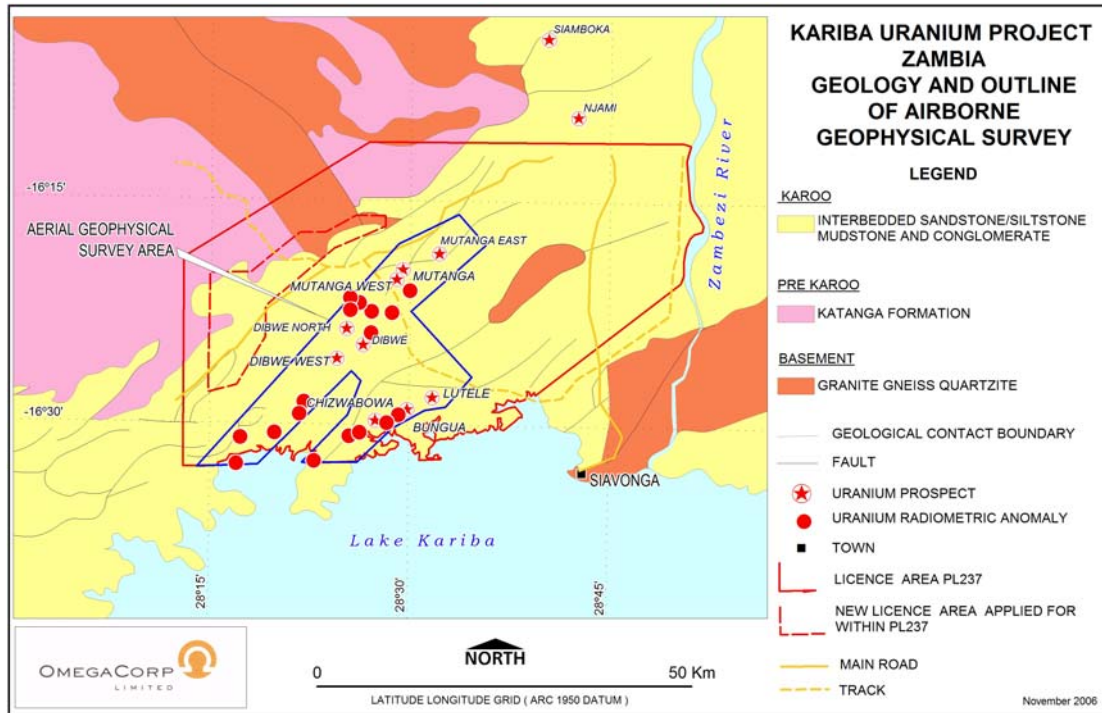 SIAMBOKA
NJAMI
-16°15'
AERIAL GEOPHYSICAL
SURVEY AREA
MUTANGA EAST
MUTANGA
MUTANGA WEST
DIBWE NORTH
DIBWE
DIBWE WEST
LUTELE
CHIZWABOWA
-16°30
BUNGUA
SIAVONGA
Zambezi River
Lake Kariba
28°15'
28°30'
28°45'
OMEGACORP
LIMITED
NORTH
0
50 Km
LATITUDE LONGITUDE GRID ( ARC 1950 DATUM )
KARIBA URANIUM PROJECT
ZAMBIA
GEOLOGY AND OUTLINE
OF AIRBORNE
GEOPHYSICAL SURVEY
LEGEND
KAROO
INTERBEDDED SANDSTONE/SILTSTONE
MUDSTONE AND CONGLOMERATE
PRE KAROO
KATANGA FORMATION
BASEMENT
GRANITE GNEISS QUARTZITE
GEOLOGICAL CONTACT BOUNDARY
FAULT
URANIUM PROSPECT
URANIUM RADIOMETRIC ANOMALY
TOWN
LICENCE AREA PL237
NEW LICENCE AREA APPLIED FOR
WITHIN PL237
MAIN ROAD
TRACK
November 2006